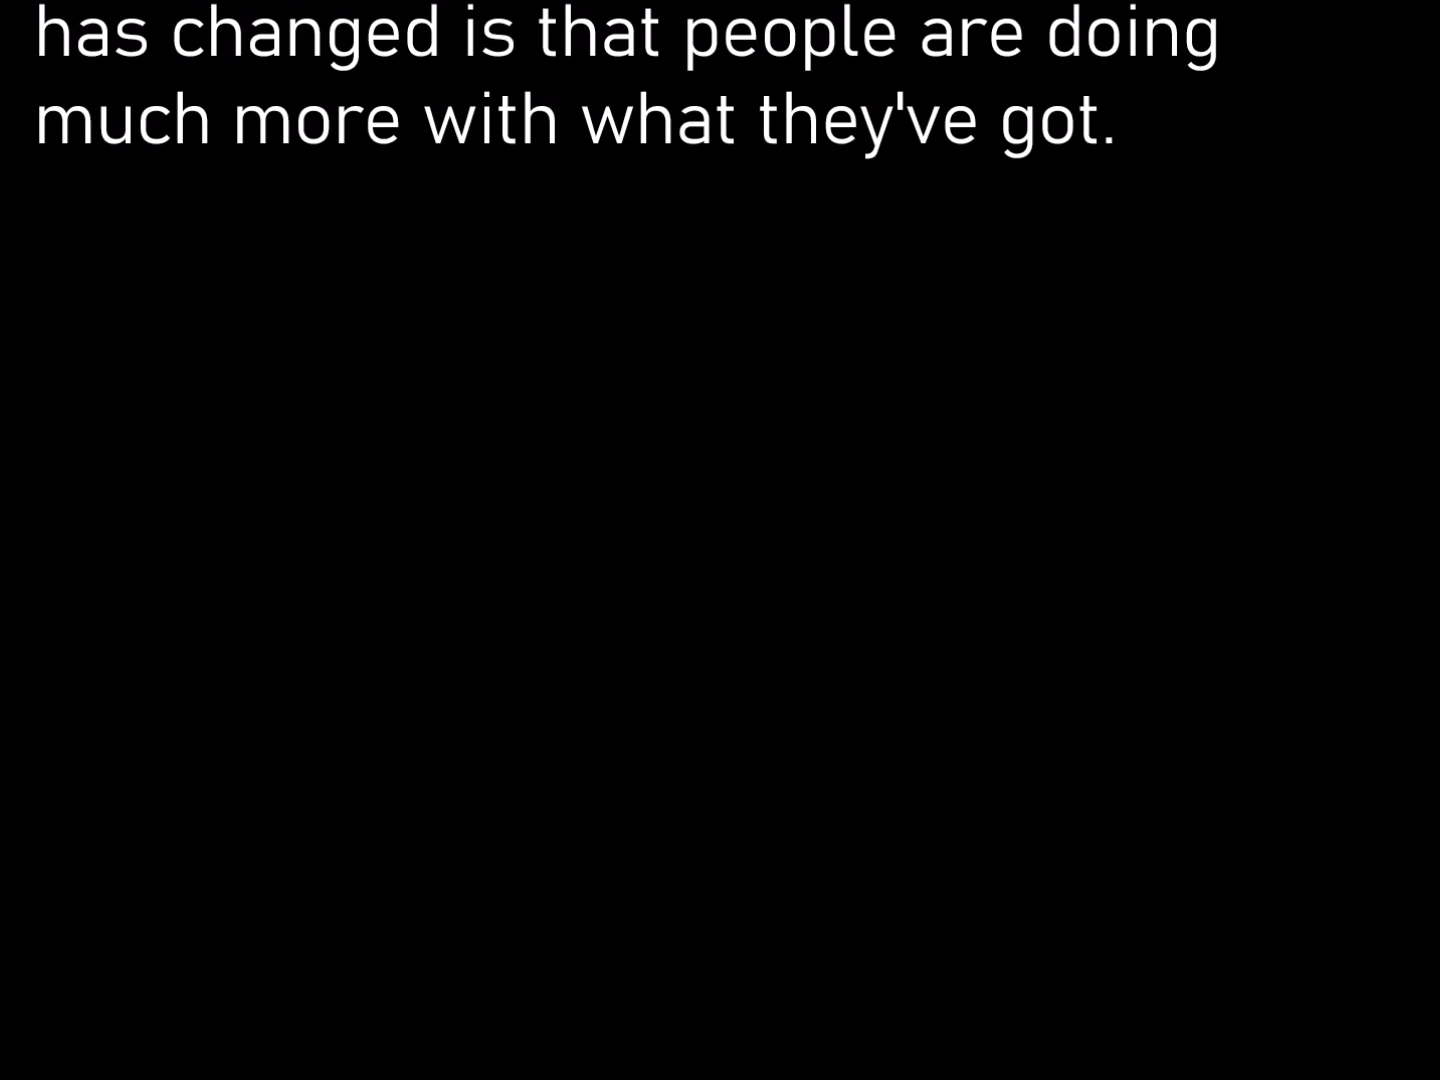 has changed is that people are doing
much more with what they've got.